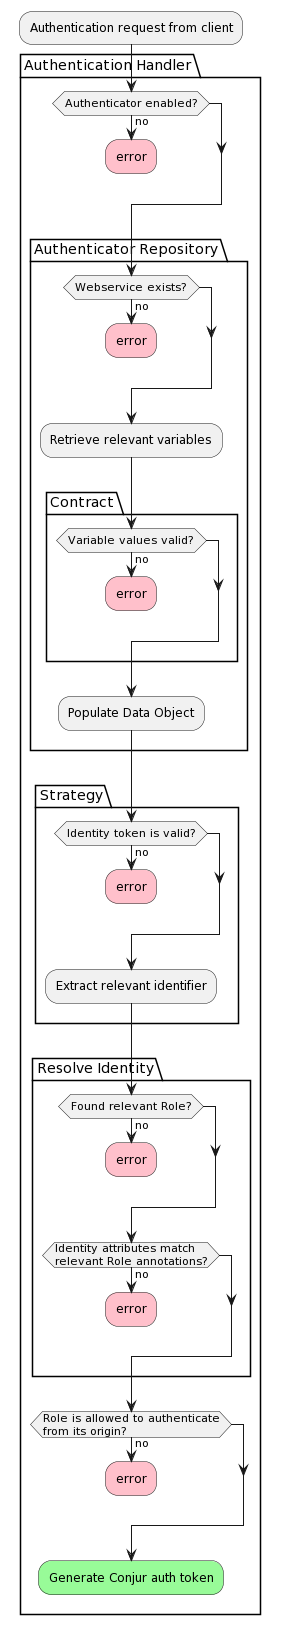 Authentication request from client
Authentication Handler
Authenticator enabled?
no
error
Authenticator Repository
Webservice exists?
no
error
Retrieve relevant variables
Contract
Variable values valid?
no
error
Populate Data Object
Strategy
Identity token is valid?
no
error
Extract relevant identifier
Resolve Identity
Found relevant Role?
no
error
Identity attributes match
relevant Role annotations?
no
error
Role is allowed to authenticate
from its origin?
no
error
Generate Conjur auth token